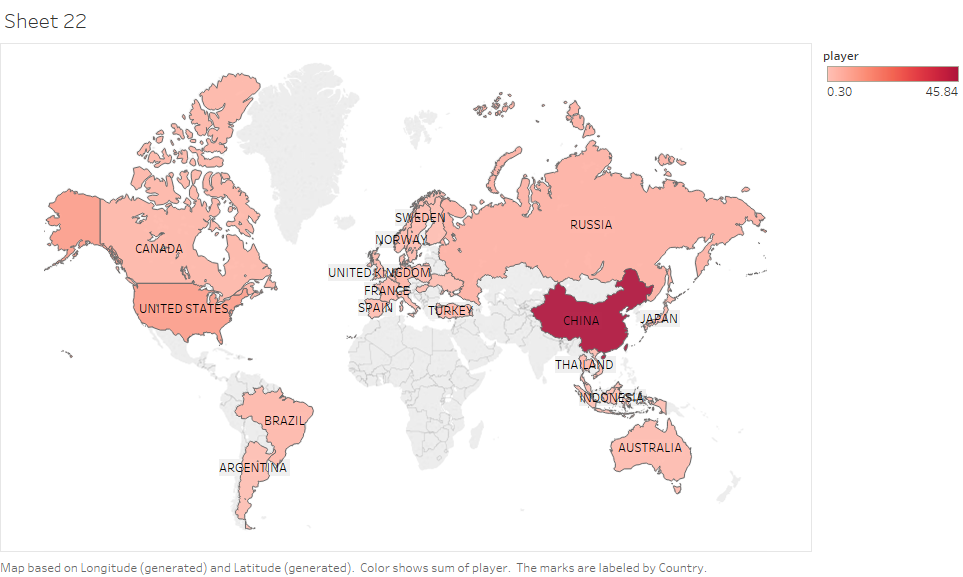 Sheet 22
player
0.30 45.84
SWEDEN
RUSSIA
NORWAY
CANADA
UNITED KINGDOM
FRANCE
UNITED STATES
SPAIN
TURKEY
CHINA
JAPAN
THAILAND
INDONESIA
BRAZIL
AUSTRALIA
ARGENTINA
Map based on Longitude (generated) and Latitude (generated).  Color shows sum of player.  The marks are labeled by Country.